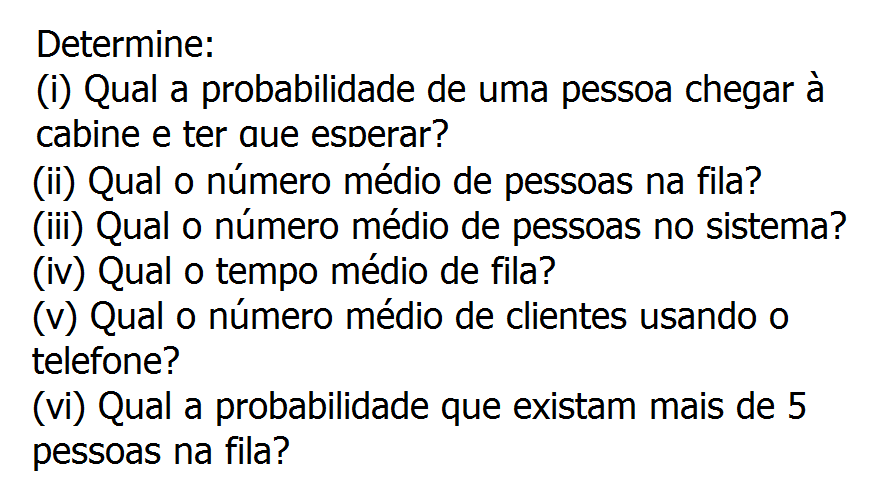 Determine:
(i) Qual a probabilidade de uma pessoa chegar à
cabine e ter que esperar?
(ii) Qual o número médio de pessoas na fila?
(iii) Qual o número médio de pessoas no sistema?
(iv) Qual o tempo médio de fila?
(v) Qual o número médio de clientes usando o
telefone?
(vi) Qual a probabilidade que existam mais de 5
pessoas na fila?